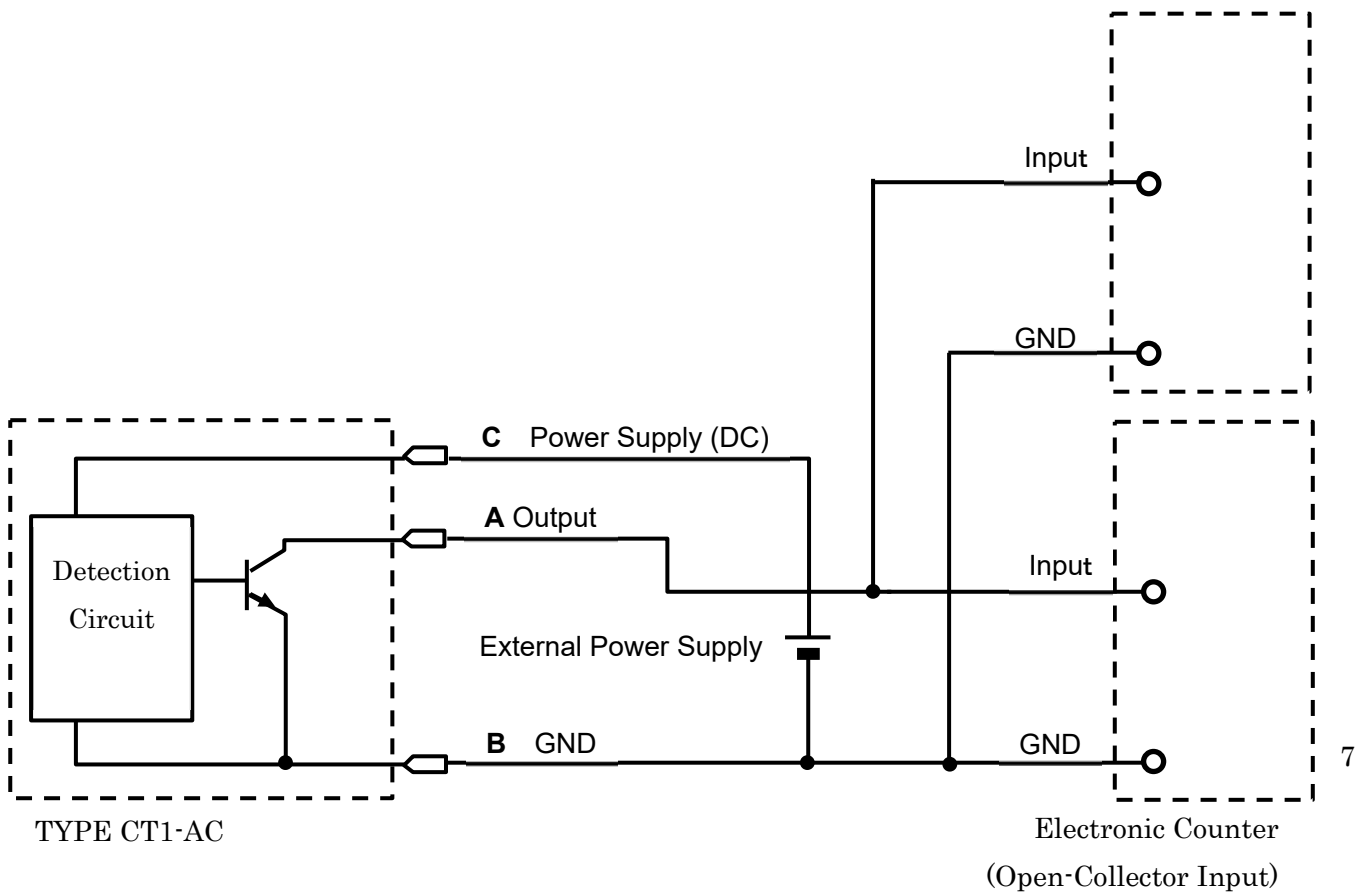 Input
GND
C Power Supply (DC)
A Output
Detection
Circuit
Input
External Power Supply
B GND
GND
7
TYPE CT1-AC
Electronic Counter
(Open-Collector Input)